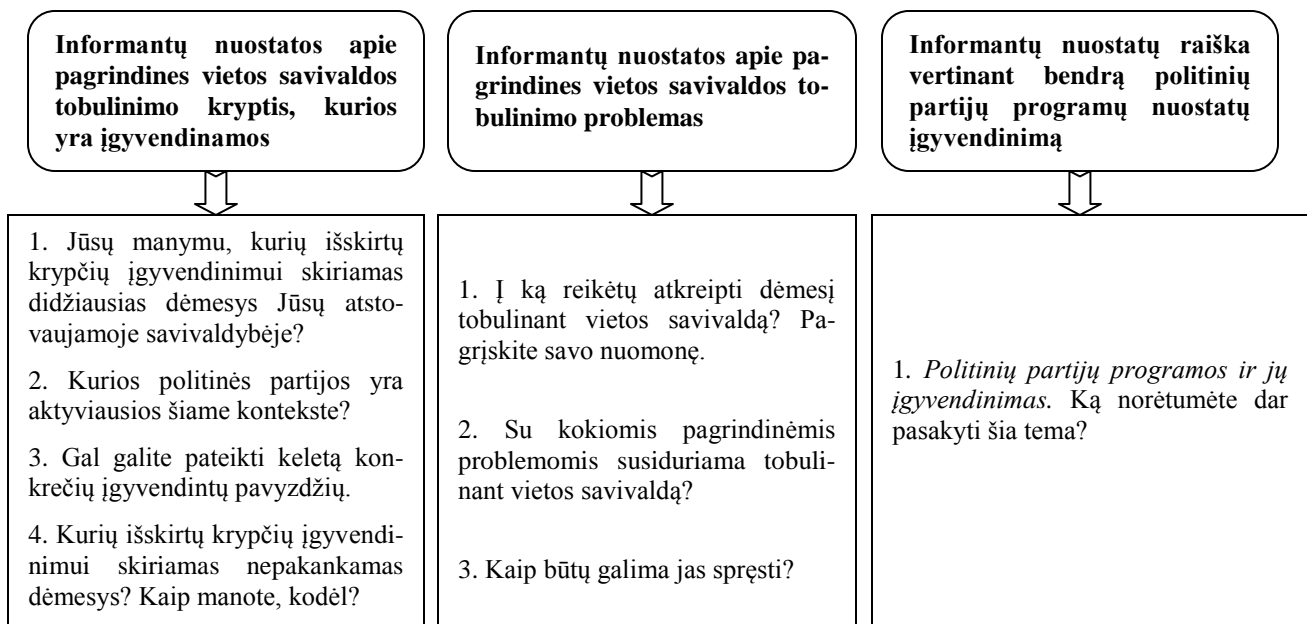 Informantų nuostatos apie
pagrindines vietos savivaldos
tobulinimo kryptis, kurios
yra įgyvendinamos
1. Jūsų manymu, kurių išskirtų
krypčių įgyvendinimui skiriamas
didžiausias dėmesys Jūsų atsto-
vaujamoje savivaldybėje?
2. Kurios politinės partijos yra
aktyviausios šiame kontekste?
3. Gal galite pateikti keletą kon-
krečių įgyvendintų pavyzdžių.
4. Kurių išskirtų krypčių įgyvendi-
nimui skiriamas nepakankamas
dėmesys? Kaip manote, kodėl?
Informantų nuostatos apie pa-
grindines vietos savivaldos to-
bulinimo problemas
1. Į ką reikėtų atkreipti dėmesį
tobulinant vietos savivaldą? Pa-
grįskite savo nuomonę.
2. Su kokiomis pagrindinėmis
problemomis susiduriama tobuli-
nant vietos savivaldą?
3. Kaip būtų galima jas spręsti?
Informantų nuostatų raiška
vertinant bendrą politinių
partijų programų nuostatų
įgyvendinimą
1. Politinių partijų programos ir jų
įgyvendinimas. Ką norėtumėte dar
pasakyti šia tema?